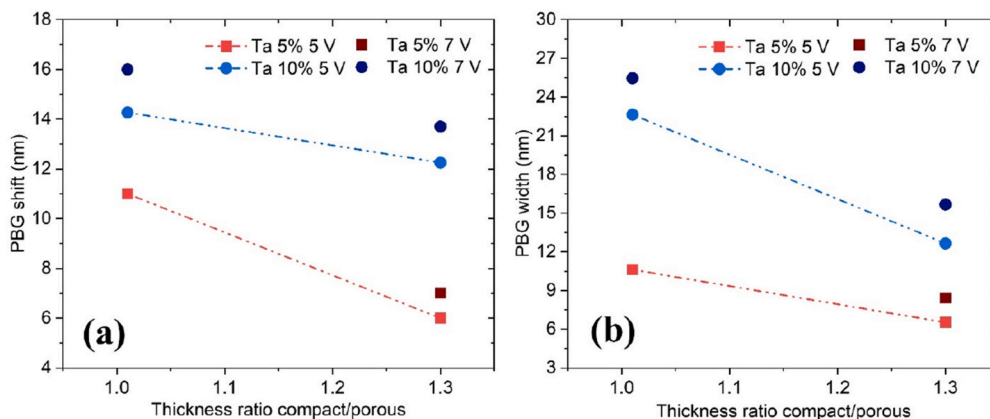 18
16
14
12
10
8
6
4
PBG shift (nm)
Ta 5% 5 V
Ta 5% 7 V
Ta 10% 5 V
Ta 10% 7 V
(a)
1.0
1.1
1.2
1.3
Thickness ratio compact/porous
30
27
24
21
18
15
12
9
6
3
PBG width (nm)
Ta 5% 5 V
Ta 5% 7 V
Ta 10% 5 V
Ta 10% 7 V
(b)
1.0
1.1
1.2
1.3
Thickness ratio compact/porous